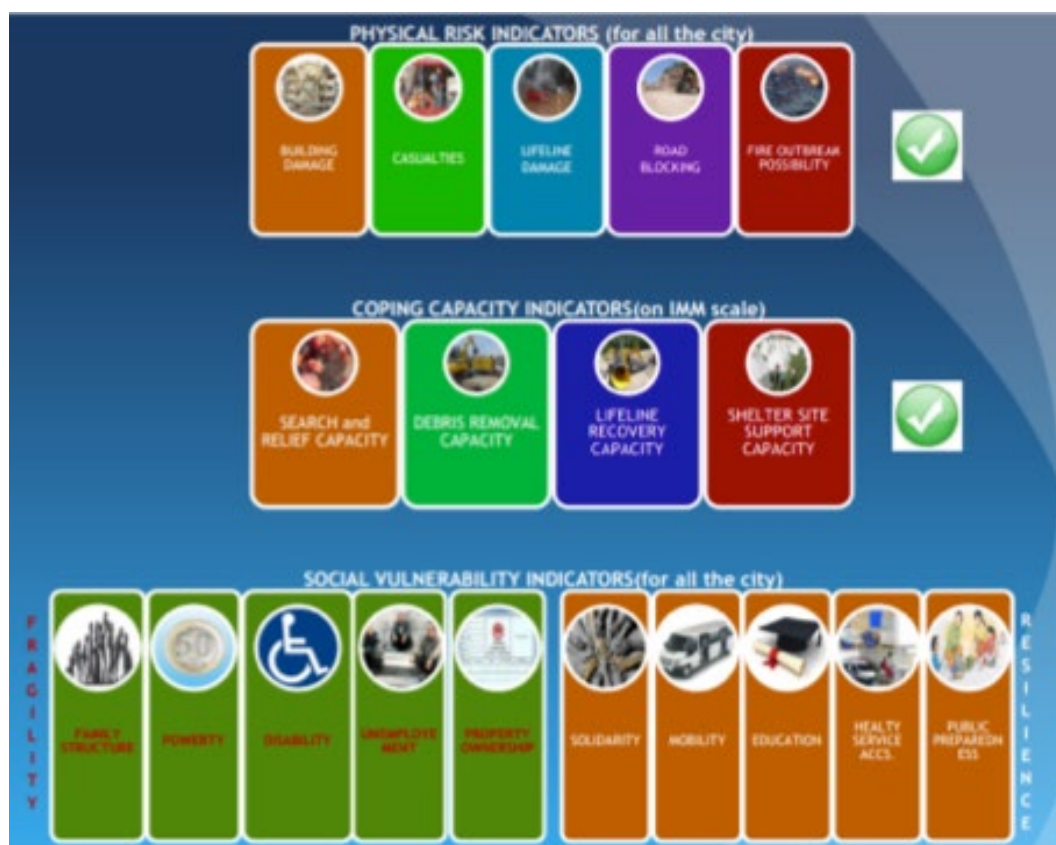 PHYSICAL RISK INDICATORS (for all the city)
BUILDING
DAMAGE
CASUALTIES
LIFELINE
DAMAGE
ROAD
BLOCKING
FIRE OUTBREAK
POSSIBILITY
COPING CAPACITY INDICATORS(on IMM scale)
SEARCH and
RELIEF CAPACITY
DEBRIS REMOVAL
CAPACITY
LIFELINE
RECOVERY
CAPACITY
SHELTER SITE
SUPPORT
CAPACITY
SOCIAL VULNERABILITY INDICATORS(for all the city)
FRAGILITY
50
FAMILY
STRUCTURE
POWERTY
DISABILITY
UNEMPLOYE
MENT
PROPERTY
OWNERSHIP
SOLIDARITY
MOBILITY
EDUCATION
HEALTY
SERVICE
ACCS.
PUBLIC
PREPAREDN
ESS
RESILIENCE